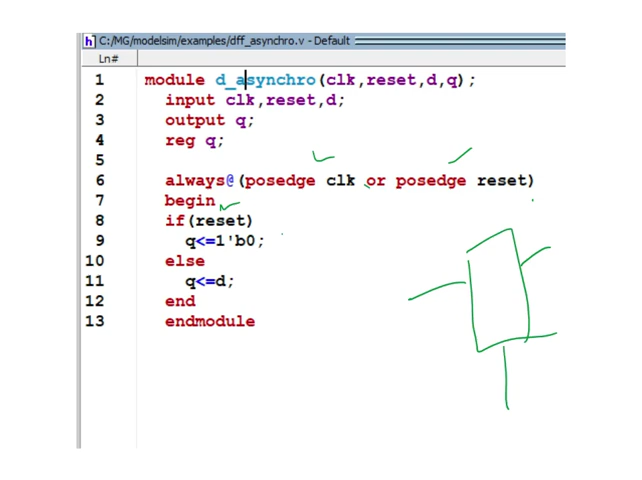 C:/MG/modelsim/examples/dff_asynchro.v - Default
Ln#
1 module d_asynchro(clk,reset,d,q);
2 input clk,reset,d;
3 output q;
4 reg q;
5
6 always@(posedge clk or posedge reset)
7 begin
8 if(reset)
9 q<=1'b0;
10 else
11 q<=d;
12 end
13 endmodule